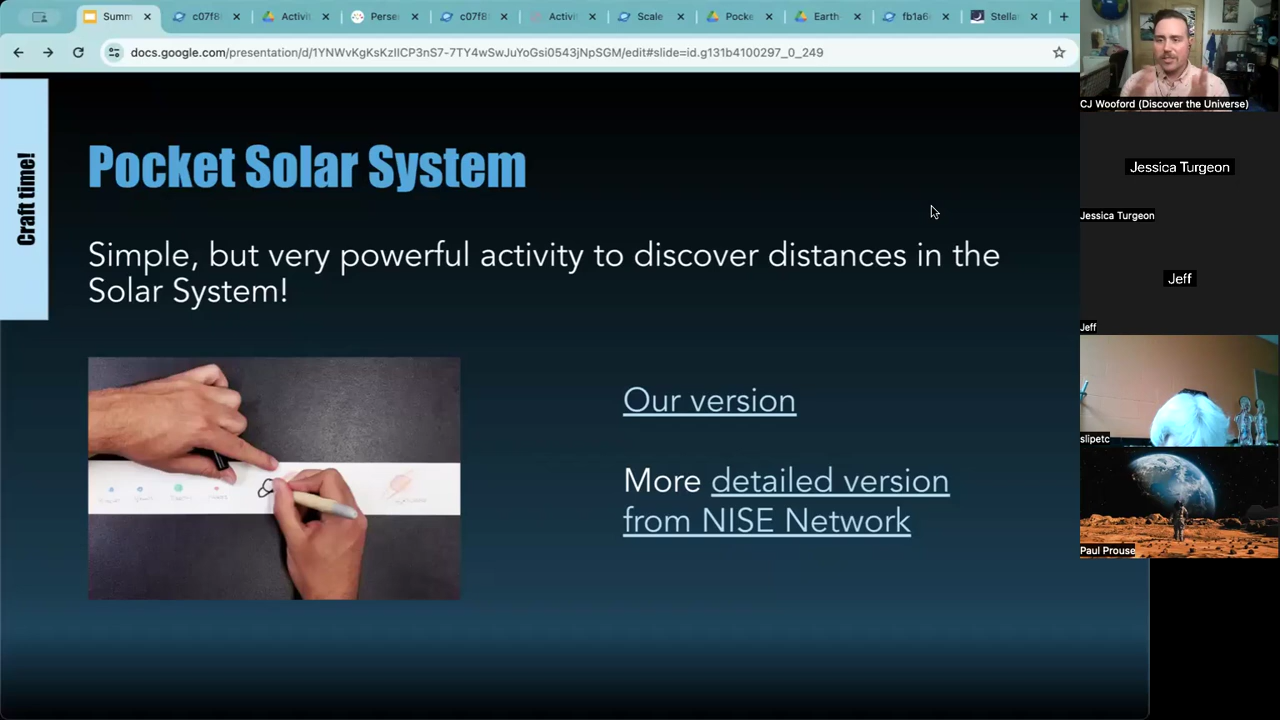 Summ
c07f8
Activi
Perse
c07f8
Activi
Scale
Pocke
Earth-
fb1a6
Stella
docs.google.com/presentation/d/1YNWvKgKsKzIICP3nS7-7TY4wSwJuYoGsi0543jNpSGM/edit#slide=id.g131b4100297_0_249
Craft time!
Pocket Solar System
Simple, but very powerful activity to discover distances in the
Solar System!
Our version
More detailed version
from NISE Network
CJ Wooford (Discover the Universe)
Jessica Turgeon
Jessica Turgeon
Jeff
Jeff
slipetc
Paul Prouse